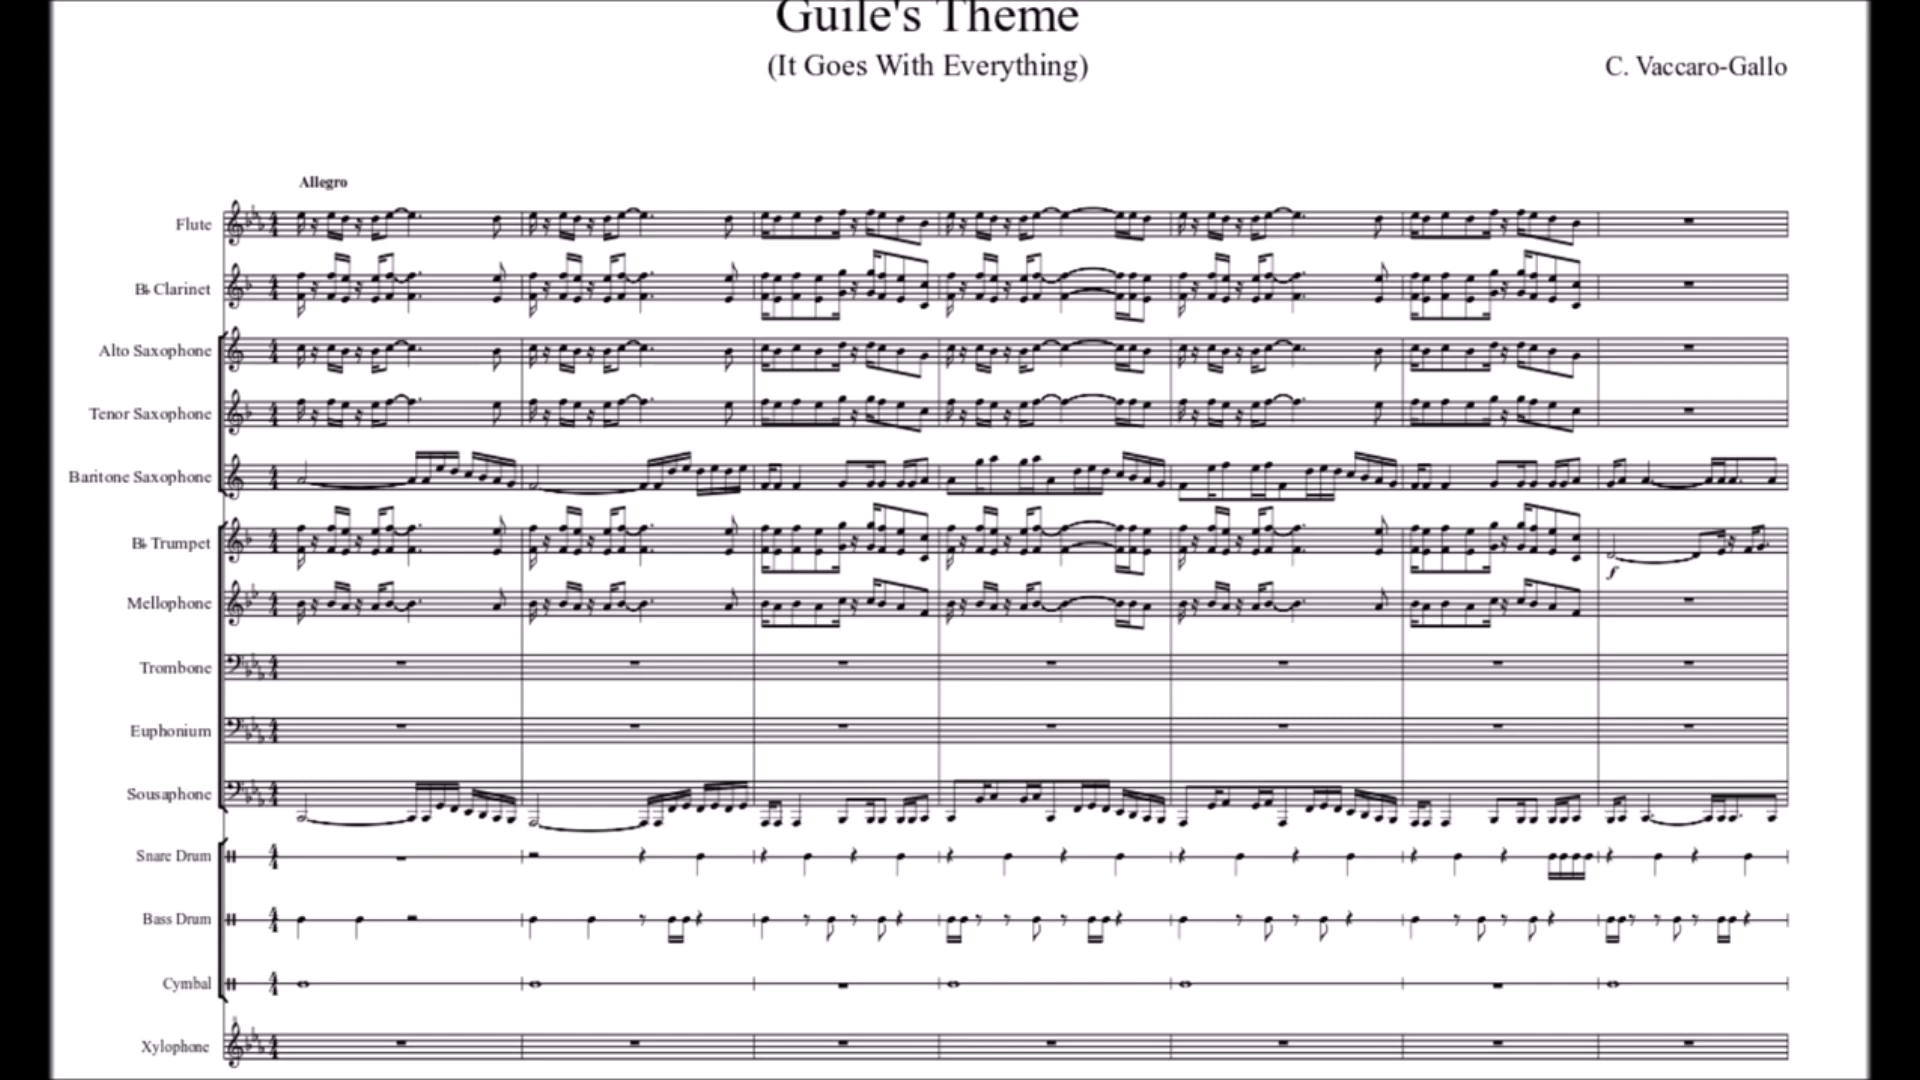 Guile's Theme
(It Goes With Everything)
C. Vaccaro-Gallo
Allegro
Flute
B♭ Clarinet
Alto Saxophone
Tenor Saxophone
Baritone Saxophone
B♭ Trumpet
f
Mellophone
Trombone
Euphonium
Sousaphone
Snare Drum
Bass Drum
Cymbal
Xylophone